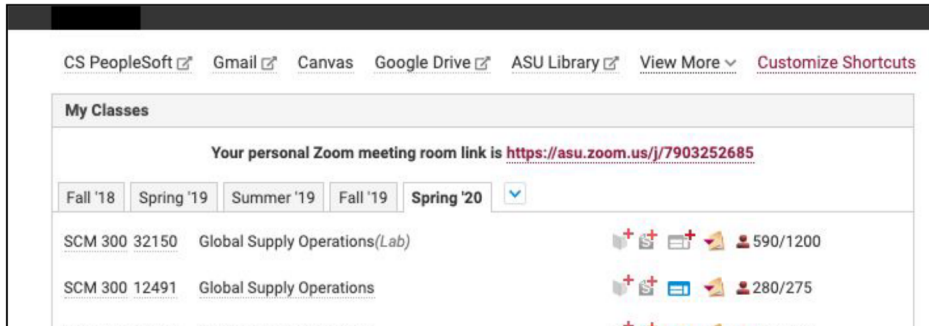 CS PeopleSoft Gmail Canvas Google Drive ASU Library View More Customize Shortcuts
My Classes
Your personal Zoom meeting room link is https://asu.zoom.us/j/7903252685
Fall '18 Spring '19 Summer '19 Fall '19 Spring '20
SCM 300 32150 Global Supply Operations(Lab) 590/1200
SCM 300 12491 Global Supply Operations 280/275